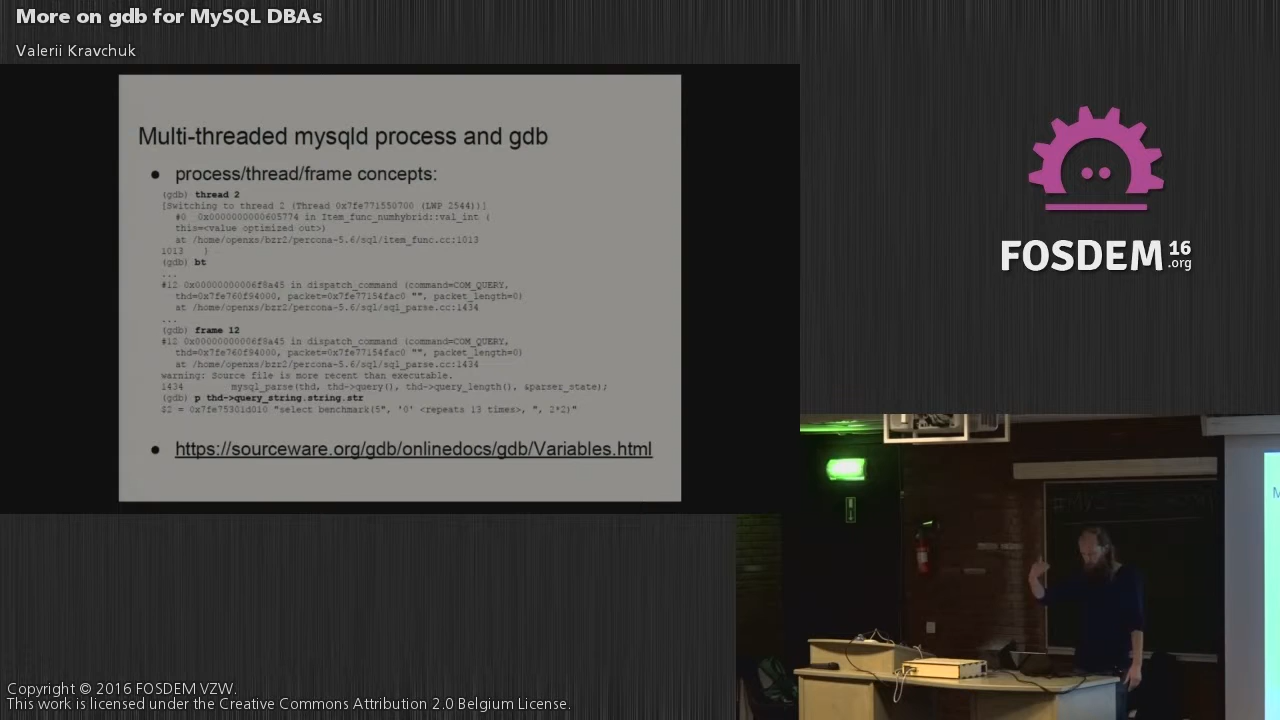 More on gdb for MySQL DBAs
Valerii Kravchuk
Multi-threaded mysqld process and gdb
● process/thread/frame concepts:
(gdb) thread 2
[Switching to thread 2 (Thread 0x7fe771550700 (LWP 2544))]
#0 0x0000000000605774 in Item_func_numhybrid::val_int (
this=<value optimized out>)
at /home/openxs/bzr2/percona-5.6/sql/item_func.cc:1013
1013 }
(gdb) bt
...
#12 0x00000000006f8a45 in dispatch_command (command=COM_QUERY,
thd=0x7fe760f94000, packet=0x7fe77154fac0 "", packet_length=0)
at /home/openxs/bzr2/percona-5.6/sql/sql_parse.cc:1434
...
(gdb) frame 12
#12 0x00000000006f8a45 in dispatch_command (command=COM_QUERY,
thd=0x7fe760f94000, packet=0x7fe77154fac0 "", packet_length=0)
at /home/openxs/bzr2/percona-5.6/sql/sql_parse.cc:1434
warning: Source file is more recent than executable.
1434 mysql_parse(thd, thd->query(), thd->query_length(), &parser_state);
(gdb) p thd->query_string.string.str
$2 = 0x7fe75301d010 "select benchmark(5", '0' <repeats 13 times>, ", 2*2)"
● https://sourceware.org/gdb/onlinedocs/gdb/Variables.html
FOSDEM 16
.org
Copyright © 2016 FOSDEM VZW.
This work is licensed under the Creative Commons Attribution 2.0 Belgium License.